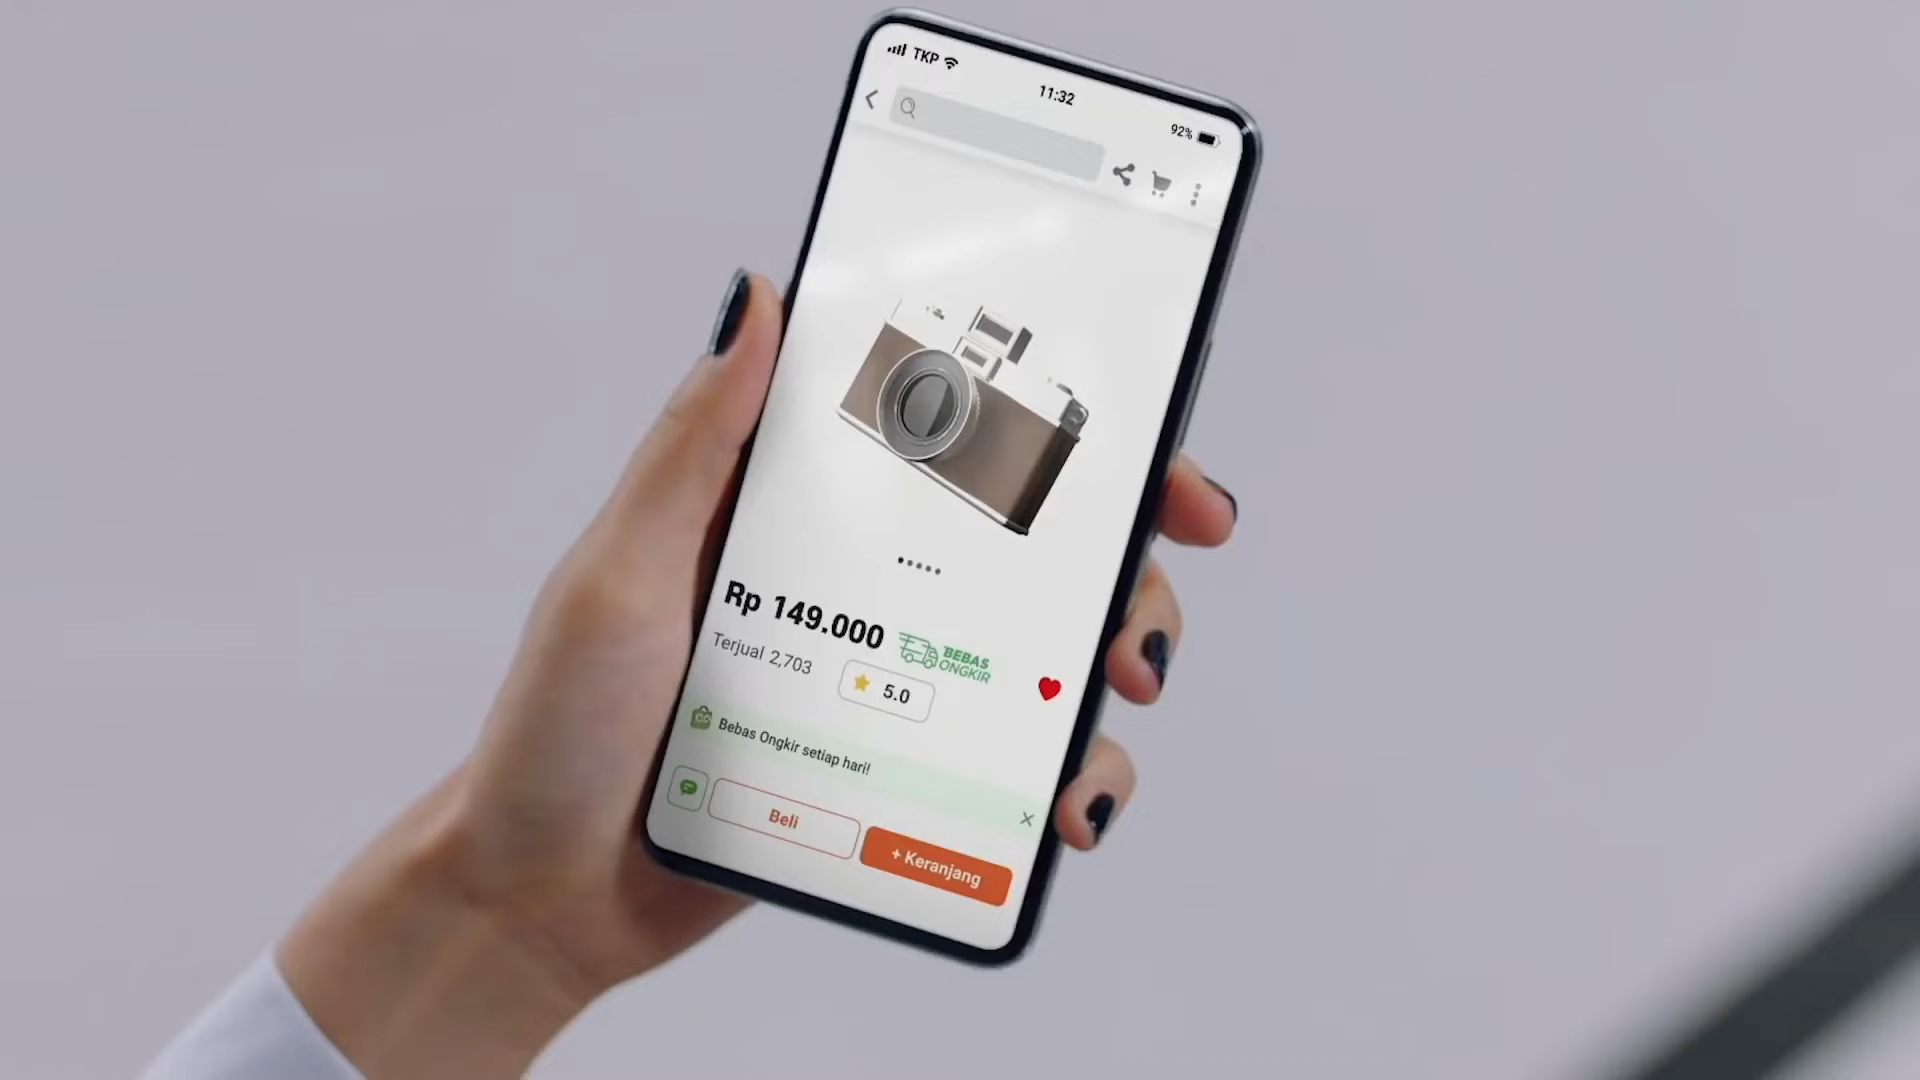 TKP
11:32
92%
Rp 149.000
BEBAS
ONGKIR
Terjual 2,703
5.0
Bebas Ongkir setiap hari!
Beli
+ Keranjang